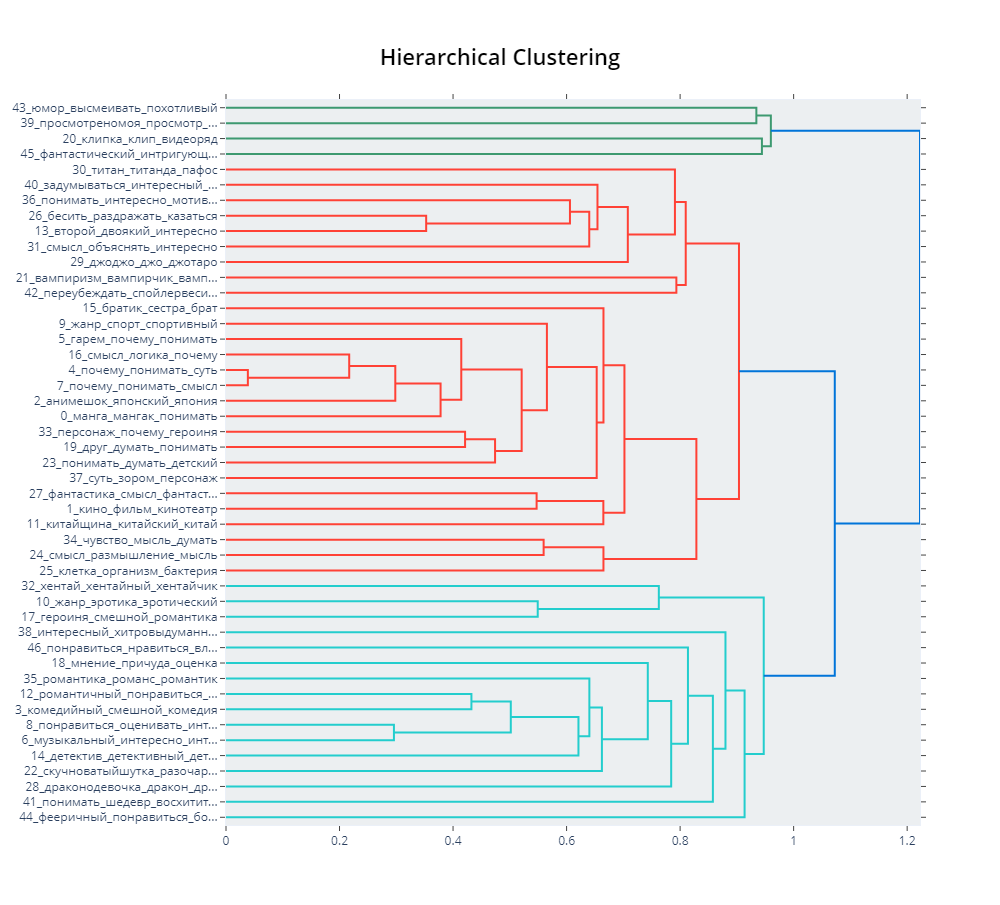 Hierarchical Clustering
43_юмор_высмеивать_похотливый
39_просмотреномоя_просмотр_...
20_клипка_клип_видеоряд
45_фантастический_интригующ...
30_титан_титанда_пафос
40_задумываться_интересный_...
36_понимать_интересно_мотив...
26_бесить_раздражать_казаться
13_второй_двоякий_интересно
31_смысл_объяснять_интересно
29_джоджо_джо_джотаро
21_вампиризм_вампирчик_вамп...
42_переубеждать_спойлервеси...
15_братик_сестра_брат
9_жанр_спорт_спортивный
5_гарем_почему_понимать
16_смысл_логика_почему
4_почему_понимать_суть
7_почему_понимать_смысл
2_анимешок_японский_япония
0_манга_мангак_понимать
33_персонаж_почему_героиня
19_друг_думать_понимать
23_понимать_думать_детский
37_суть_зором_персонаж
27_фантастика_смысл_фантаст...
1_кино_фильм_кинотеатр
11_китайщина_китайский_китай
34_чувство_мысль_думать
24_смысл_размышление_мысль
25_клетка_организм_бактерия
32_хентай_хентайный_хентайчик
10_жанр_эротика_эротический
17_героиня_смешной_романтика
38_интересный_хитровыдуманн...
46_понравиться_нравиться_вл...
18_мнение_причуда_оценка
35_романтика_романс_романтик
12_романтичный_понравиться_...
3_комедийный_смешной_комедия
8_понравиться_оценивать_инт...
6_музыкальный_интересно_инт...
14_детектив_детективный_дет...
22_скучноватыйшутка_разочар...
28_драконодевочка_дракон_др...
41_понимать_шедевр_восхитит...
44_фееричный_понравиться_бо...
0 0.2 0.4 0.6 0.8 1 1.2